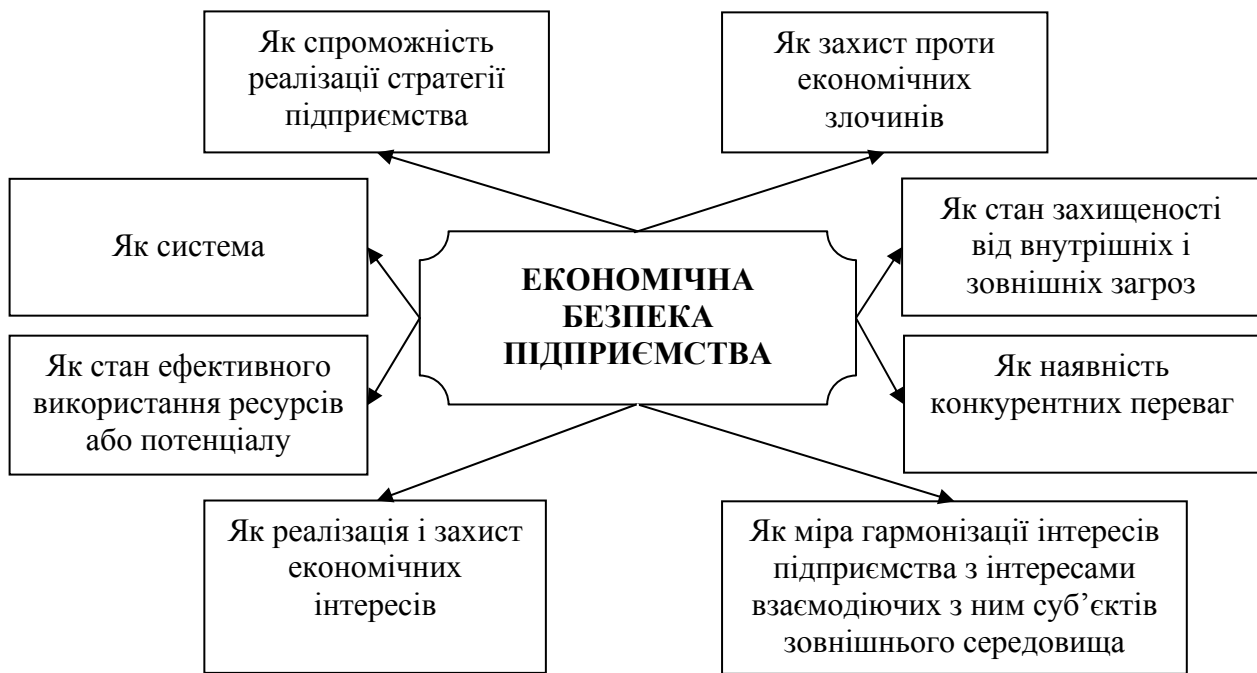 Як спроможність
реалізації стратегії
підприємства
Як захист проти
економічних
злочинів
Як система
Як стан захищеності
від внутрішніх і
зовнішніх загроз
ЕКОНОМІЧНА
БЕЗПЕКА
ПІДПРИЄМСТВА
Як стан ефективного
використання ресурсів
або потенціалу
Як наявність
конкурентних переваг
Як реалізація і захист
економічних
інтересів
Як міра гармонізації інтересів
підприємства з інтересами
взаємодіючих з ним суб’єктів
зовнішнього середовища